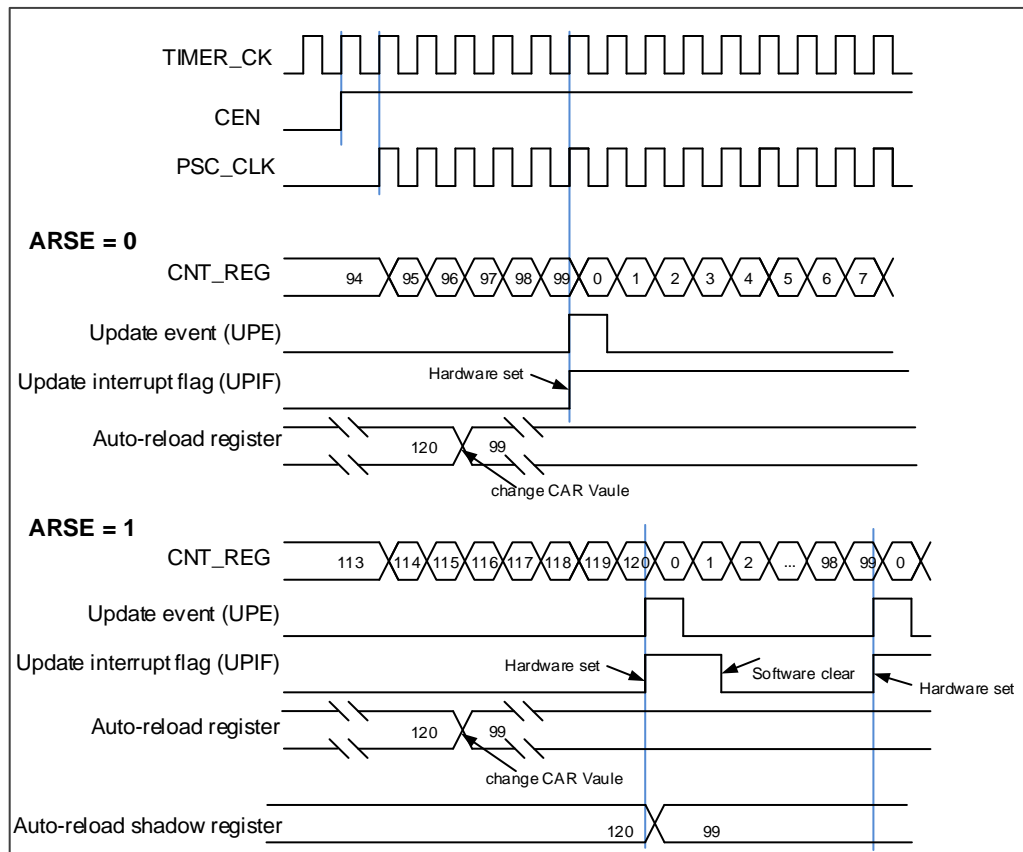 TIMER_CK
CEN
PSC_CLK
ARSE = 0
CNT_REG 94 95 96 97 98 99 0 1 2 3 4 5 6 7
Update event (UPE)
Update interrupt flag (UPIF) Hardware set
Auto-reload register 120 99
change CAR Vaule
ARSE = 1
CNT_REG 113 114 115 116 117 118 119 120 0 1 2 ... 98 99 0
Update event (UPE)
Update interrupt flag (UPIF) Hardware set Software clear Hardware set
Auto-reload register 120 99
change CAR Vaule
Auto-reload shadow register 120 99